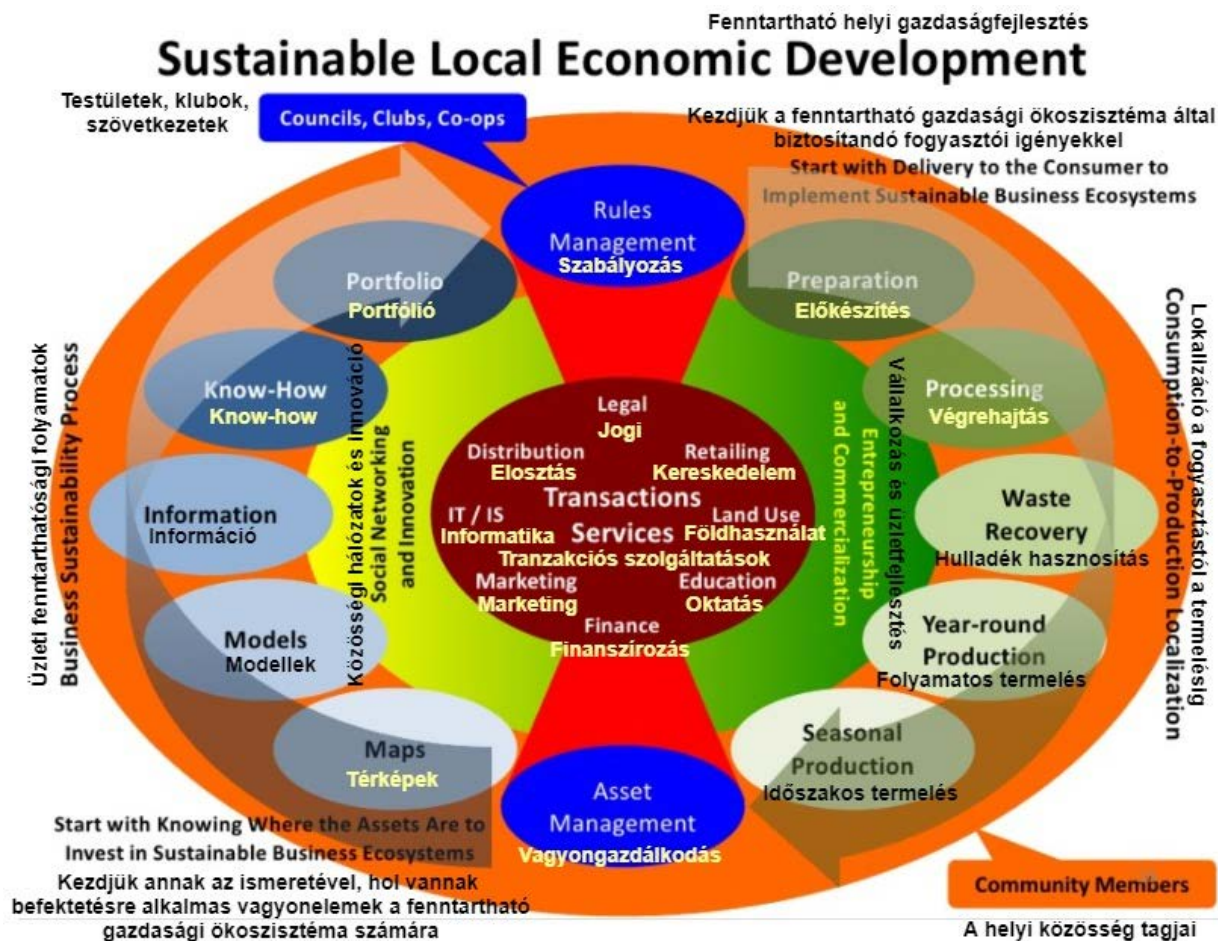 Fenntartható helyi gazdaságfejlesztés
Sustainable Local Economic Development
Testületek, klubok,
szövetkezetek
Councils, Clubs, Co-ops
Kezdjük a fenntartható gazdasági ökoszisztéma által
biztosítandó fogyasztói igényekkel
Start with Delivery to the Consumer to
Implement Sustainable Business Ecosystems
Rules
Management
Szabályozás
Portfolio
Portfólió
Preparation
Előkészítés
Know-How
Know-how
Processing
Végrehajtás
Információ
Information
Waste
Recovery
Hulladék hasznosítás
Models
Modellek
Year-round
Production
Folyamatos termelés
Maps
Térképek
Seasonal
Production
Időszakos termelés
Üzleti fenntarthatósági folyamatok
Business Sustainability Process
Közösségi hálózatok és innováció
Social Networking
and Innovation
Legal
Jogi
Distribution
Elosztás
Retailing
Kereskedelem
Transactions
Services
Tranzakciós szolgáltatások
IT / IS
Informatika
Land Use
Földhasználat
Marketing
Marketing
Education
Oktatás
Finance
Finanszírozás
Vállalkozás és üzletfejlesztés
Entrepreneurship
and Commercialization
Lokalizáció a fogyasztástól a termelésig
Consumption-to-Production Localization
Asset
Management
Vagyongazdálkodás
Start with Knowing Where the Assets Are to
Invest in Sustainable Business Ecosystems
Kezdjük annak az ismeretével, hol vannak
befektetésre alkalmas vagyonelemek a fenntartható
gazdasági ökoszisztéma számára
Community Members
A helyi közösség tagjai